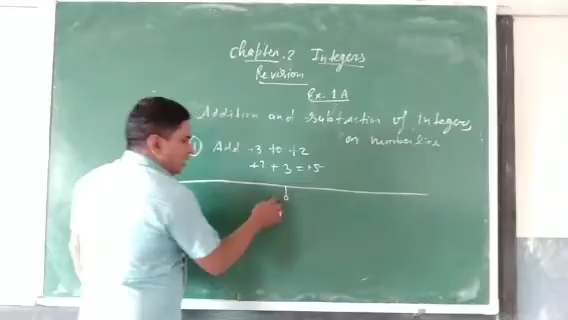 Chapter.2 Integers
Revision
Ex. 1A
Addition and subtraction of Integers
on number line
1) Add +3 to +2
+2 + 3 = +5
0